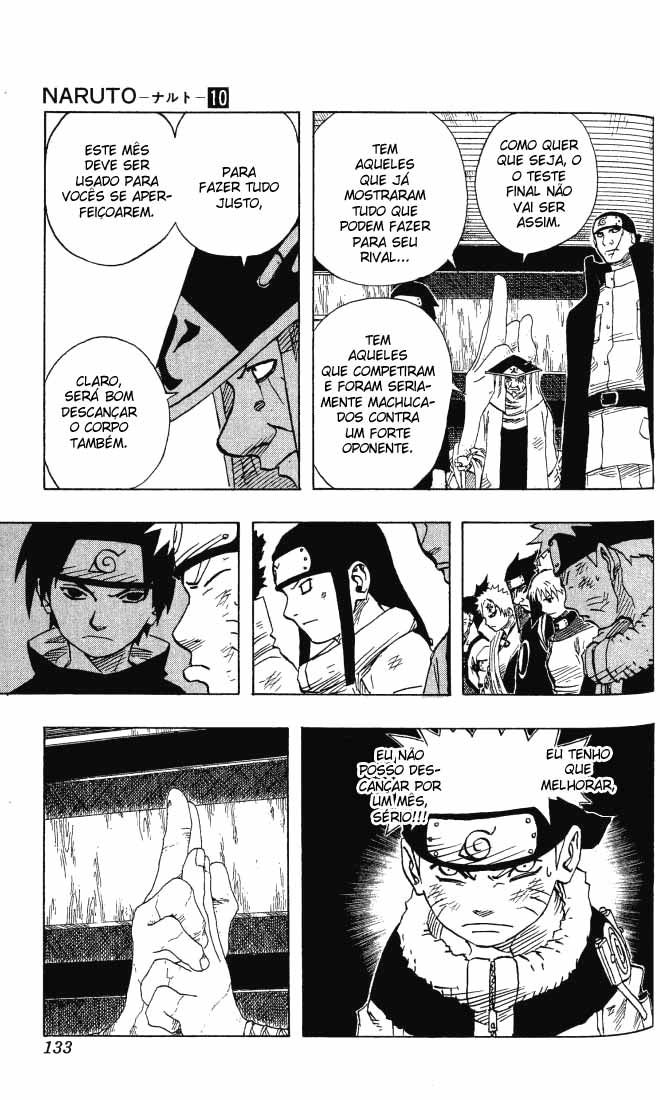 NARUTO—ナルト—10
COMO QUER
QUE SEJA, O
O TESTE
FINAL NÃO
VAI SER
ASSIM.
TEM
AQUELES
QUE JÁ
MOSTRARAM
TUDO QUE
PODEM FAZER
PARA SEU
RIVAL...
TEM
AQUELES
QUE COMPETIRAM
E FORAM SERIA-
MENTE MACHUCA-
DOS CONTRA
UM FORTE
OPONENTE.
PARA
FAZER TUDO
JUSTO,
ESTE MÊS
DEVE SER
USADO PARA
VOCÊS SE APER-
FEIÇOAREM.
CLARO,
SERÁ BOM
DESCANÇAR
O CORPO
TAMBÉM.
EU TENHO
QUE
MELHORAR,
EU NÃO
POSSO DES-
CANÇAR POR
UM MÊS,
SÉRIO!!!
133